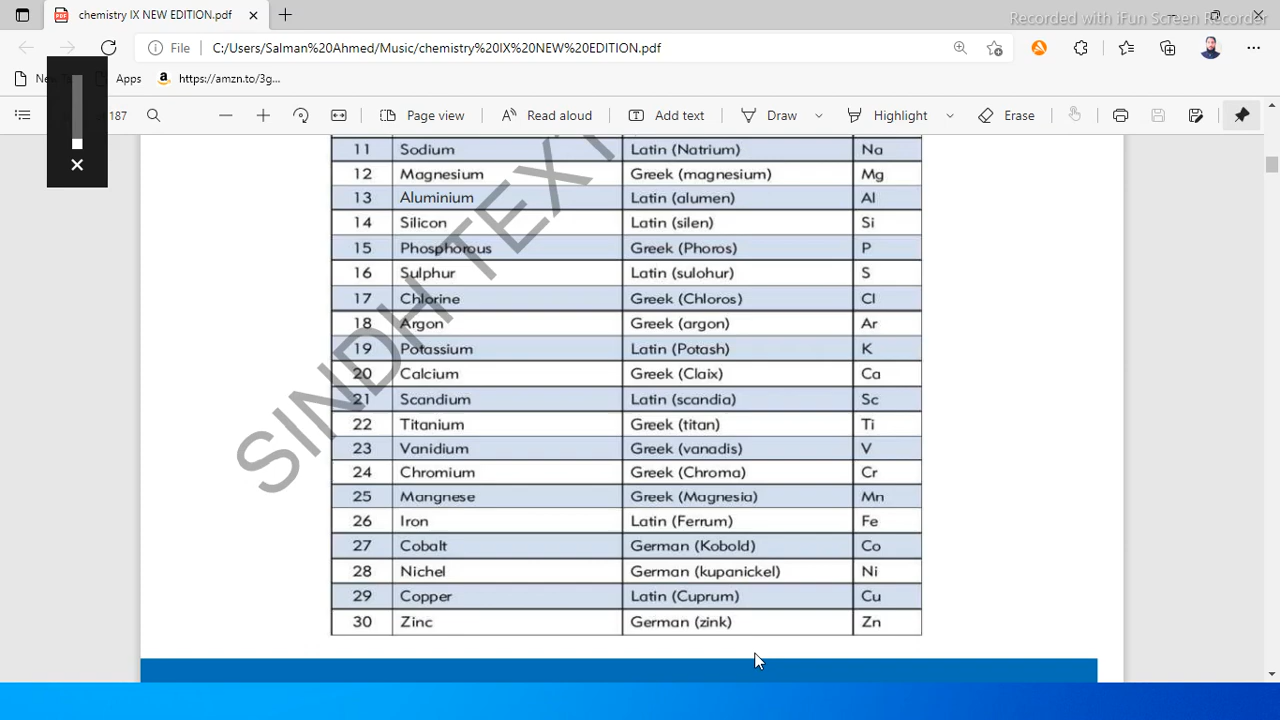 chemistry IX NEW EDITION.pdf
Recorded with iFun Screen Recorder
File C:/Users/Salman%20Ahmed/Music/chemistry%20IX%20NEW%20EDITION.pdf
New Apps https://amzn.to/3g...
187 Page view Read aloud Add text Draw Highlight Erase
11 Sodium Latin (Natrium) Na
12 Magnesium Greek (magnesium) Mg
13 Aluminium Latin (alumen) Al
14 Silicon Latin (silen) Si
15 Phosphorous Greek (Phoros) P
16 Sulphur Latin (sulohur) S
17 Chlorine Greek (Chloros) Cl
18 Argon Greek (argon) Ar
19 Potassium Latin (Potash) K
20 Calcium Greek (Claix) Ca
21 Scandium Latin (scandia) Sc
22 Titanium Greek (titan) Ti
23 Vanidium Greek (vanadis) V
24 Chromium Greek (Chroma) Cr
25 Mangnese Greek (Magnesia) Mn
26 Iron Latin (Ferrum) Fe
27 Cobalt German (Kobold) Co
28 Nichel German (kupanickel) Ni
29 Copper Latin (Cuprum) Cu
30 Zinc German (zink) Zn
SINDH TEXT